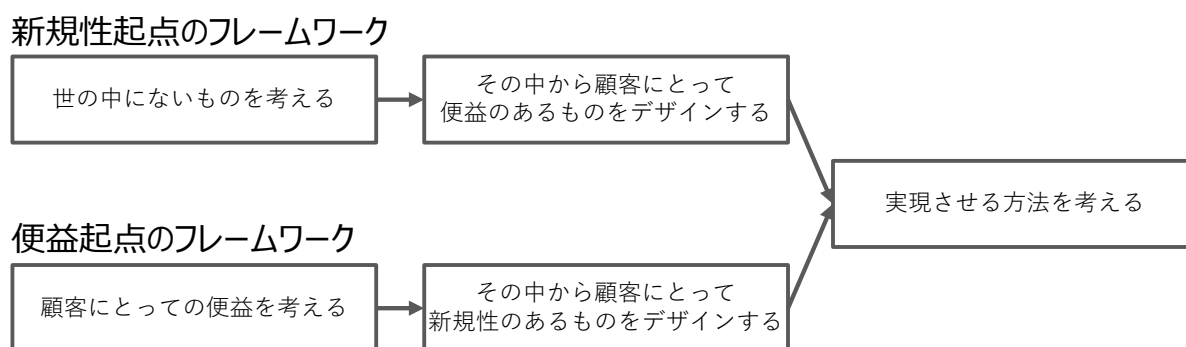 新規性起点のフレームワーク
世の中にないものを考える
その中から顧客にとって
便益のあるものをデザインする
実現させる方法を考える
便益起点のフレームワーク
顧客にとっての便益を考える
その中から顧客にとって
新規性のあるものをデザインする